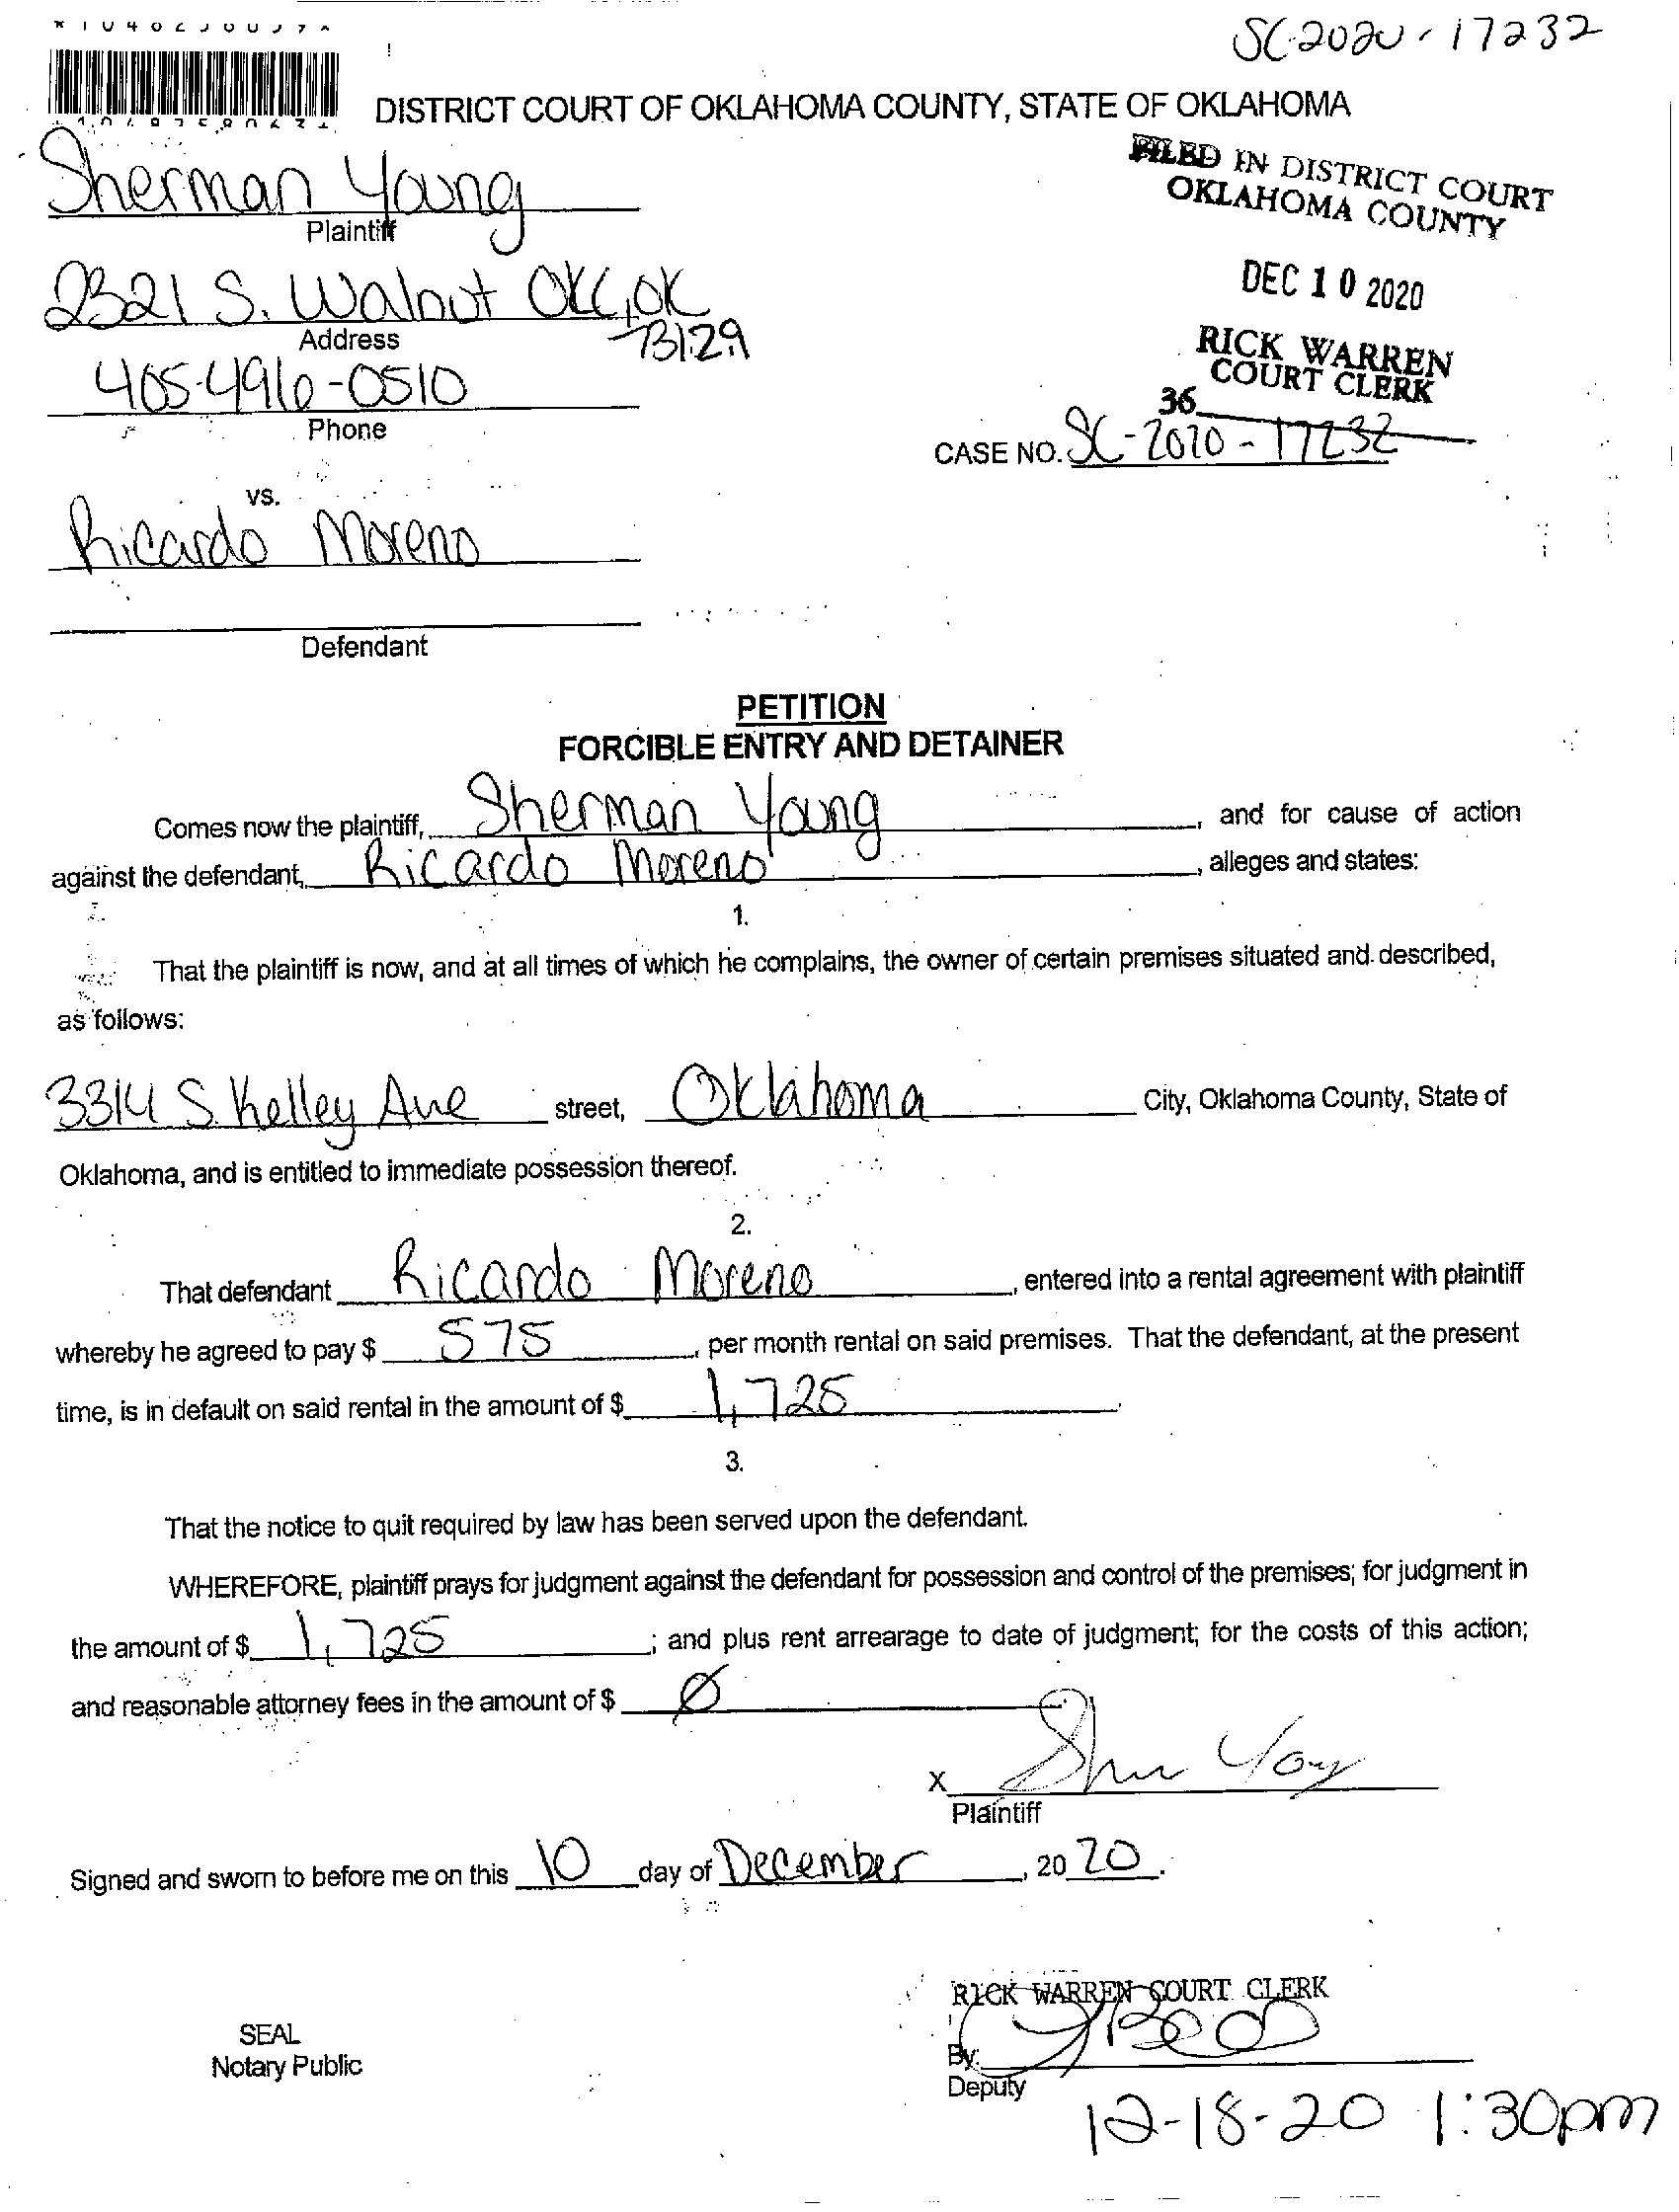 SC-2020-17232
DISTRICT COURT OF OKLAHOMA COUNTY, STATE OF OKLAHOMA
FILED IN DISTRICT COURT
OKLAHOMA COUNTY
Sherman Young
Plaintiff
2321 S. Walnut OKC, OK
73129
Address
DEC 10 2020
RICK WARREN
COURT CLERK
405-496-0510
Phone
36
CASE NO. SC-2020-17232
vs.
Ricardo Moreno
Defendant
PETITION
FORCIBLE ENTRY AND DETAINER
Comes now the plaintiff, Sherman Young, and for cause of action
against the defendant, Ricardo Moreno, alleges and states:
1.
That the plaintiff is now, and at all times of which he complains, the owner of certain premises situated and described,
as follows:
3314 S. Kelley Ave street, Oklahoma City, Oklahoma County, State of
Oklahoma, and is entitled to immediate possession thereof.
2.
That defendant Ricardo Moreno, entered into a rental agreement with plaintiff
whereby he agreed to pay $ 575, per month rental on said premises. That the defendant, at the present
time, is in default on said rental in the amount of $ 1,725.
3.
That the notice to quit required by law has been served upon the defendant.
WHEREFORE, plaintiff prays for judgment against the defendant for possession and control of the premises; for judgment in
the amount of $ 1,725; and plus rent arrearage to date of judgment; for the costs of this action;
and reasonable attorney fees in the amount of $ Ø
X
Plaintiff
Signed and sworn to before me on this 10 day of December, 2020.
RICK WARREN COURT CLERK
SEAL
Notary Public
By:
Deputy
12-18-20 1:30pm